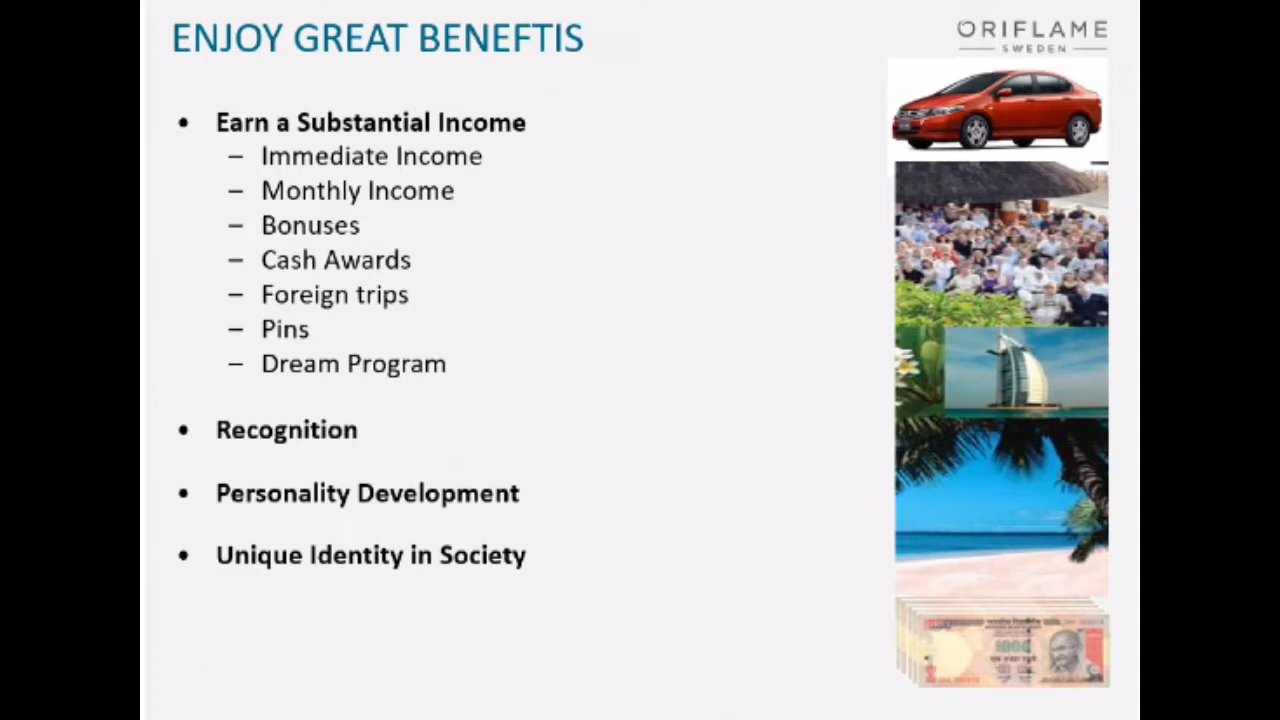 ENJOY GREAT BENEFTIS
ORIFLAME
SWEDEN
• Earn a Substantial Income
– Immediate Income
– Monthly Income
– Bonuses
– Cash Awards
– Foreign trips
– Pins
– Dream Program
• Recognition
• Personality Development
• Unique Identity in Society
1000